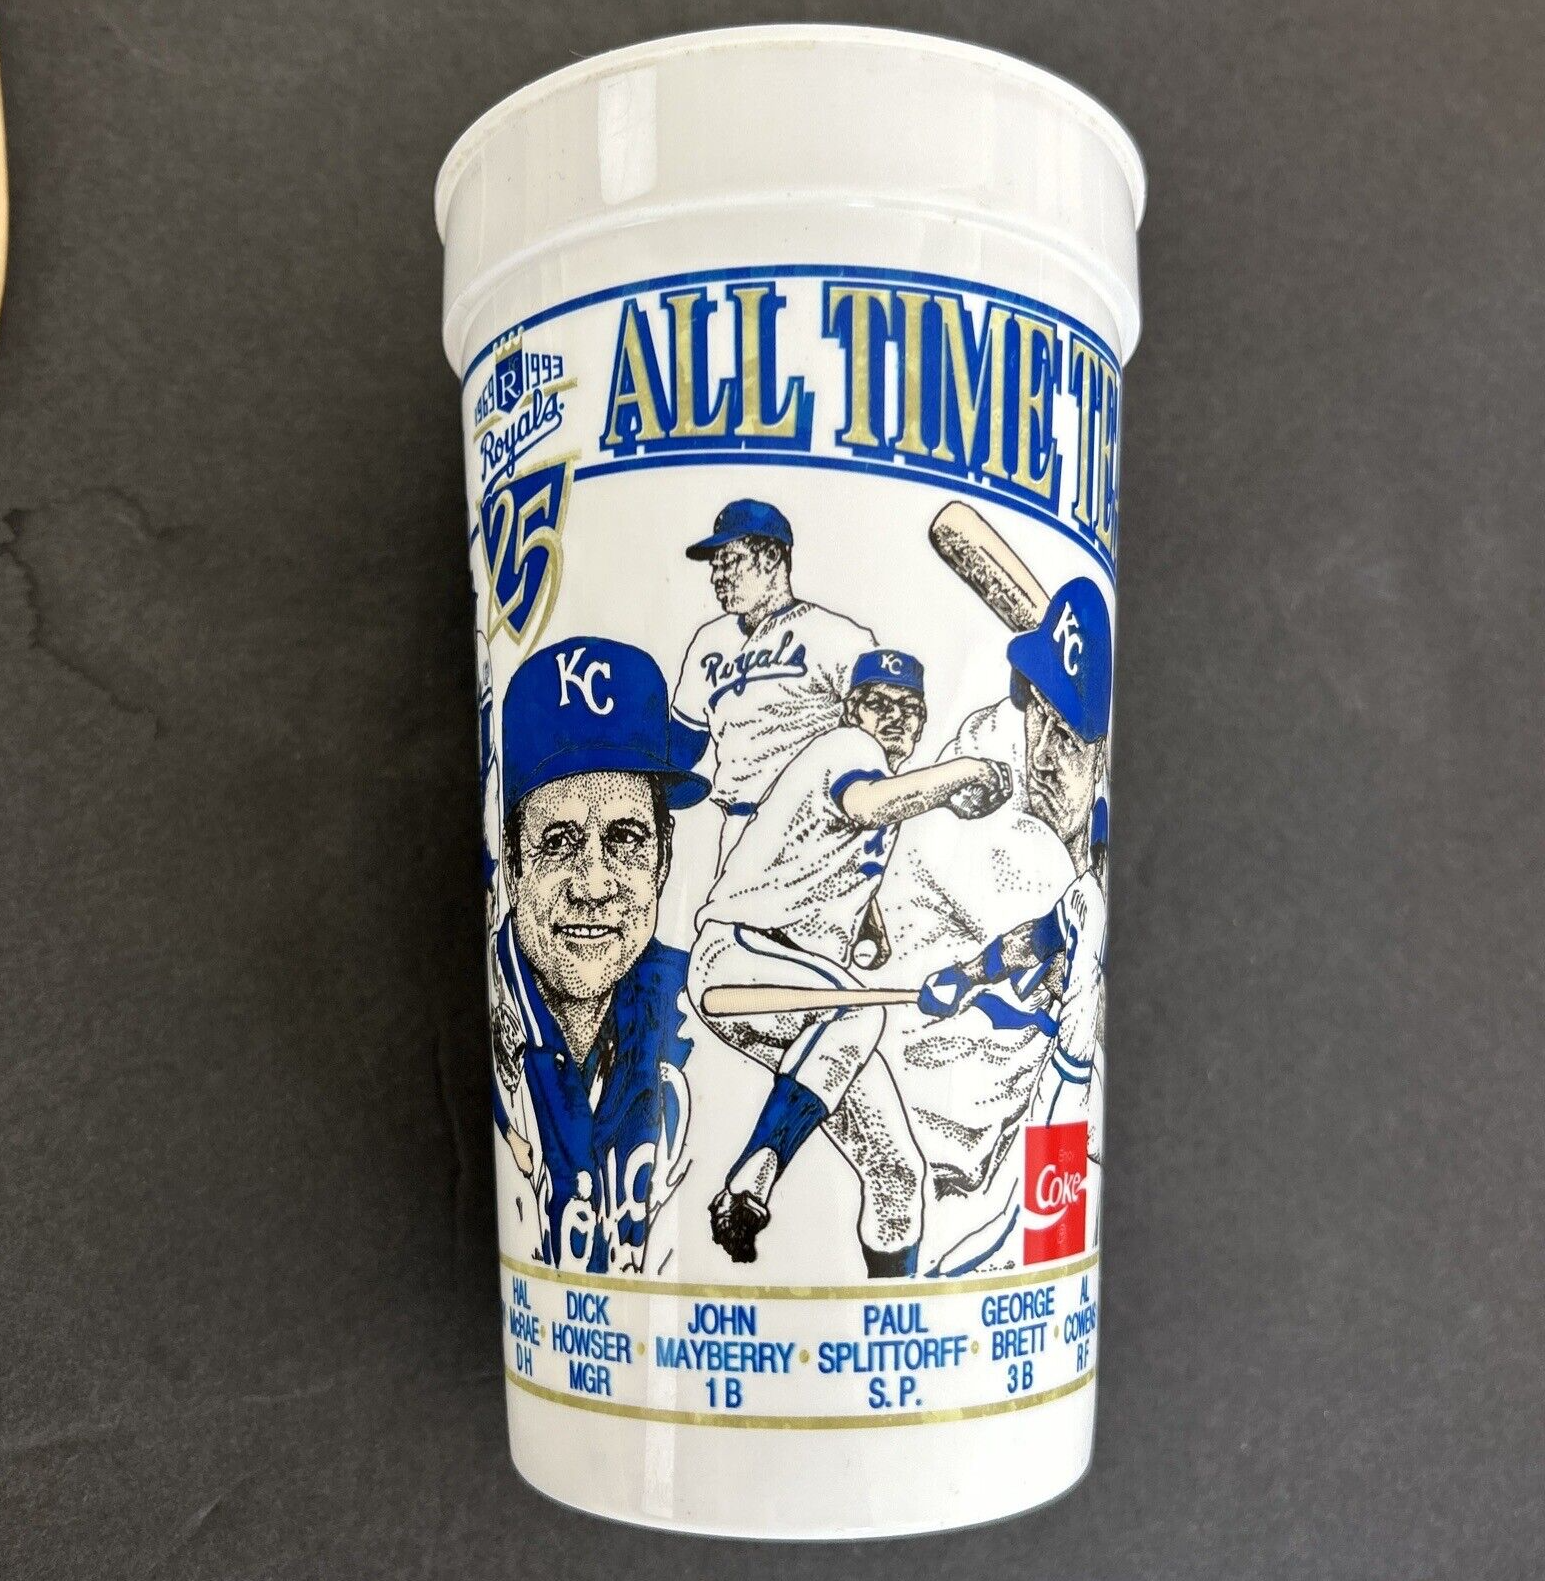 ALL TIME TE
1969 R 1993
Royals
25
KC
Royals
KC
KC
Enjoy
Coke
HAL McRAE DH
DICK HOWSER MGR
JOHN MAYBERRY 1B
PAUL SPLITTORFF S.P.
GEORGE BRETT 3B
AL COWENS RF